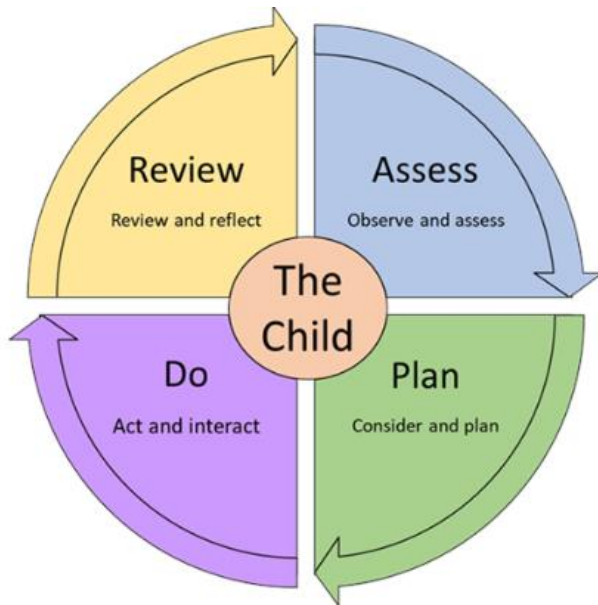 Review
Review and reflect
Assess
Observe and assess
The
Child
Do
Act and interact
Plan
Consider and plan